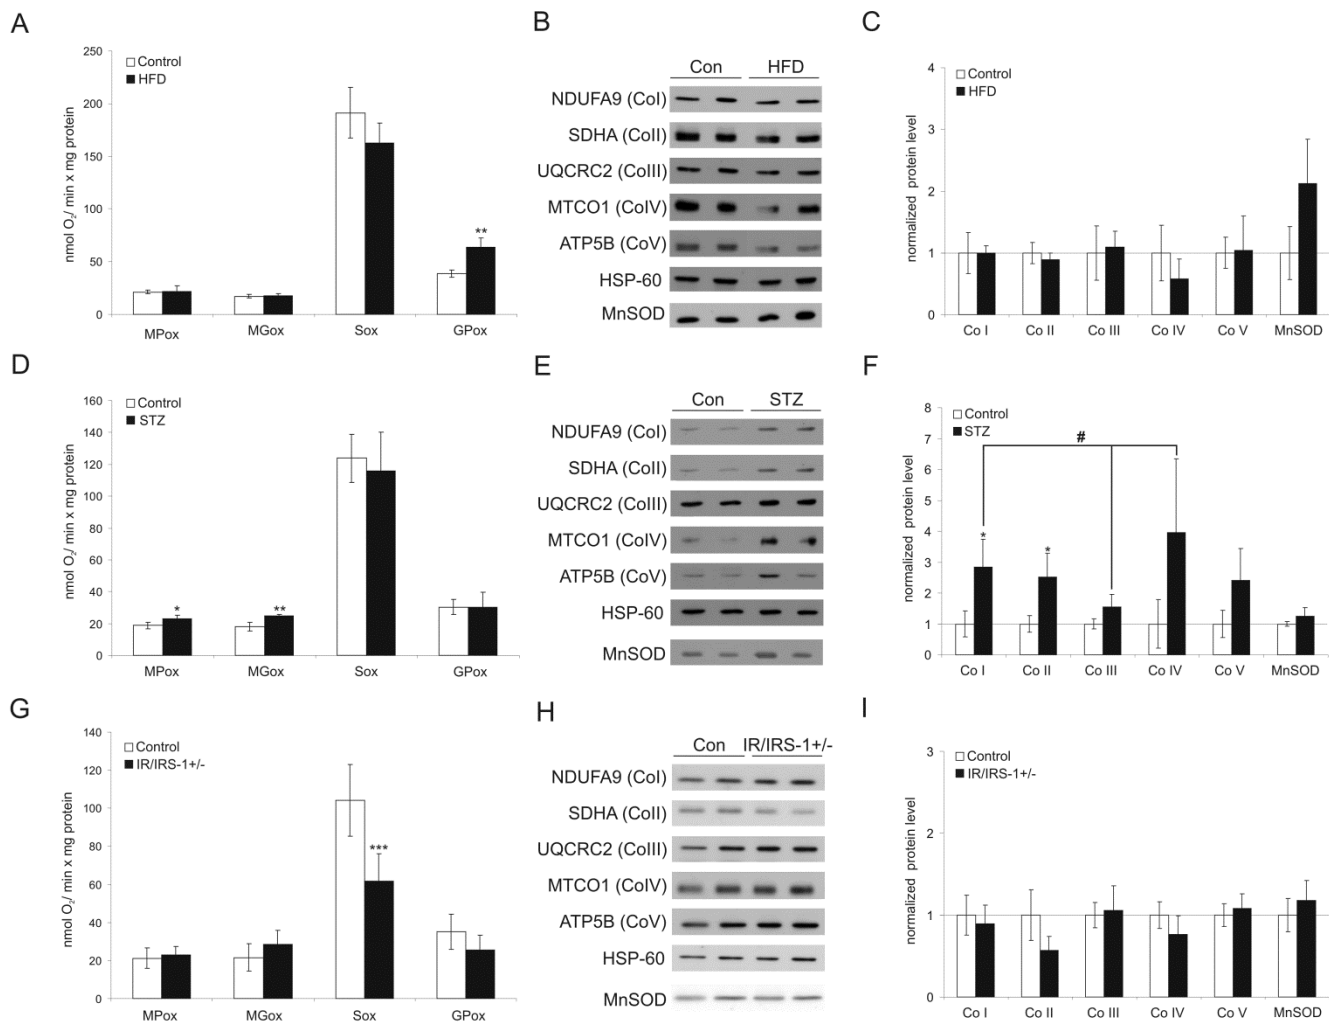 A
nmol O₂/ min x mg protein
250
200
150
100
50
0
Control
HFD
**
MPox
MGox
Sox
GPox
B
Con
HFD
NDUFA9 (CoI)
SDHA (CoII)
UQCRC2 (CoIII)
MTCO1 (CoIV)
ATP5B (CoV)
HSP-60
MnSOD
C
normalized protein level
4
3
2
1
0
Control
HFD
Co I
Co II
Co III
Co IV
Co V
MnSOD
D
nmol O₂/ min x mg protein
160
140
120
100
80
60
40
20
0
Control
STZ
*
**
MPox
MGox
Sox
GPox
E
Con
STZ
NDUFA9 (CoI)
SDHA (CoII)
UQCRC2 (CoIII)
MTCO1 (CoIV)
ATP5B (CoV)
HSP-60
MnSOD
F
normalized protein level
8
7
6
5
4
3
2
1
0
Control
STZ
#
*
*
Co I
Co II
Co III
Co IV
Co V
MnSOD
G
nmol O₂/ min x mg protein
140
120
100
80
60
40
20
0
Control
IR/IRS-1+/-
***
MPox
MGox
Sox
GPox
H
Con
IR/IRS-1+/-
NDUFA9 (CoI)
SDHA (CoII)
UQCRC2 (CoIII)
MTCO1 (CoIV)
ATP5B (CoV)
HSP-60
MnSOD
I
normalized protein level
3
2
1
0
Control
IR/IRS-1+/-
Co I
Co II
Co III
Co IV
Co V
MnSOD